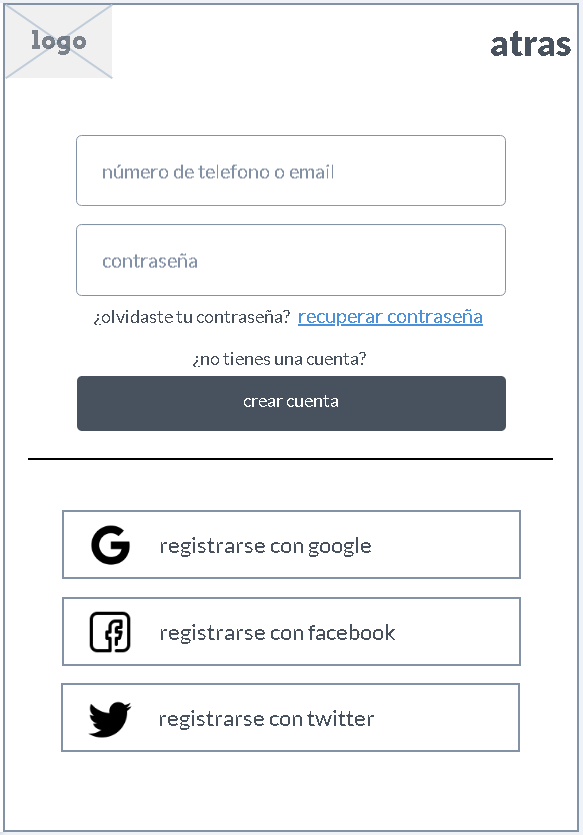 logo
atras
número de telefono o email
contraseña
¿olvidaste tu contraseña? recuperar contraseña
¿no tienes una cuenta?
crear cuenta
registrarse con google
registrarse con facebook
registrarse con twitter